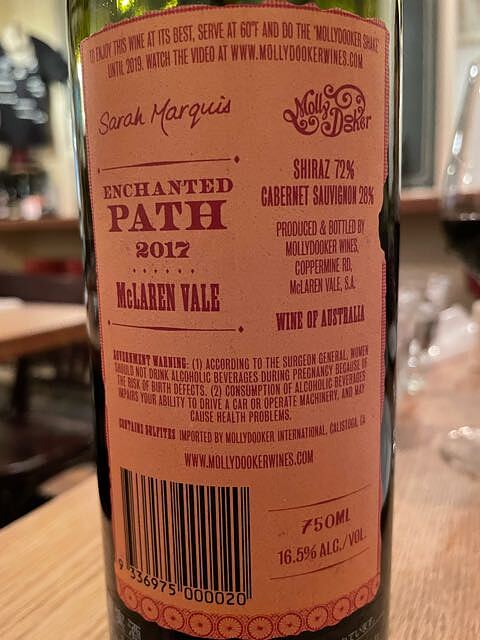 TO ENJOY THIS WINE AT ITS BEST, SERVE AT 60°F AND DO THE 'MOLLYDOOKER SHAKE'
UNTIL 2019. WATCH THE VIDEO AT WWW.MOLLYDOOKERWINES.COM
Sarah Marquis
Molly
Dooker
ENCHANTED
PATH
2017
McLAREN VALE
SHIRAZ 72%
CABERNET SAUVIGNON 28%
PRODUCED & BOTTLED BY
MOLLYDOOKER WINES,
COPPERMINE RD,
McLAREN VALE, S.A.
WINE OF AUSTRALIA
GOVERNMENT WARNING: (1) ACCORDING TO THE SURGEON GENERAL, WOMEN
SHOULD NOT DRINK ALCOHOLIC BEVERAGES DURING PREGNANCY BECAUSE OF
THE RISK OF BIRTH DEFECTS. (2) CONSUMPTION OF ALCOHOLIC BEVERAGES
IMPAIRS YOUR ABILITY TO DRIVE A CAR OR OPERATE MACHINERY, AND MAY
CAUSE HEALTH PROBLEMS.
CONTAINS SULFITES IMPORTED BY MOLLYDOOKER INTERNATIONAL, CALISTOGA, CA
WWW.MOLLYDOOKERWINES.COM
750ML
16.5% ALC./VOL.
9 336975 000020